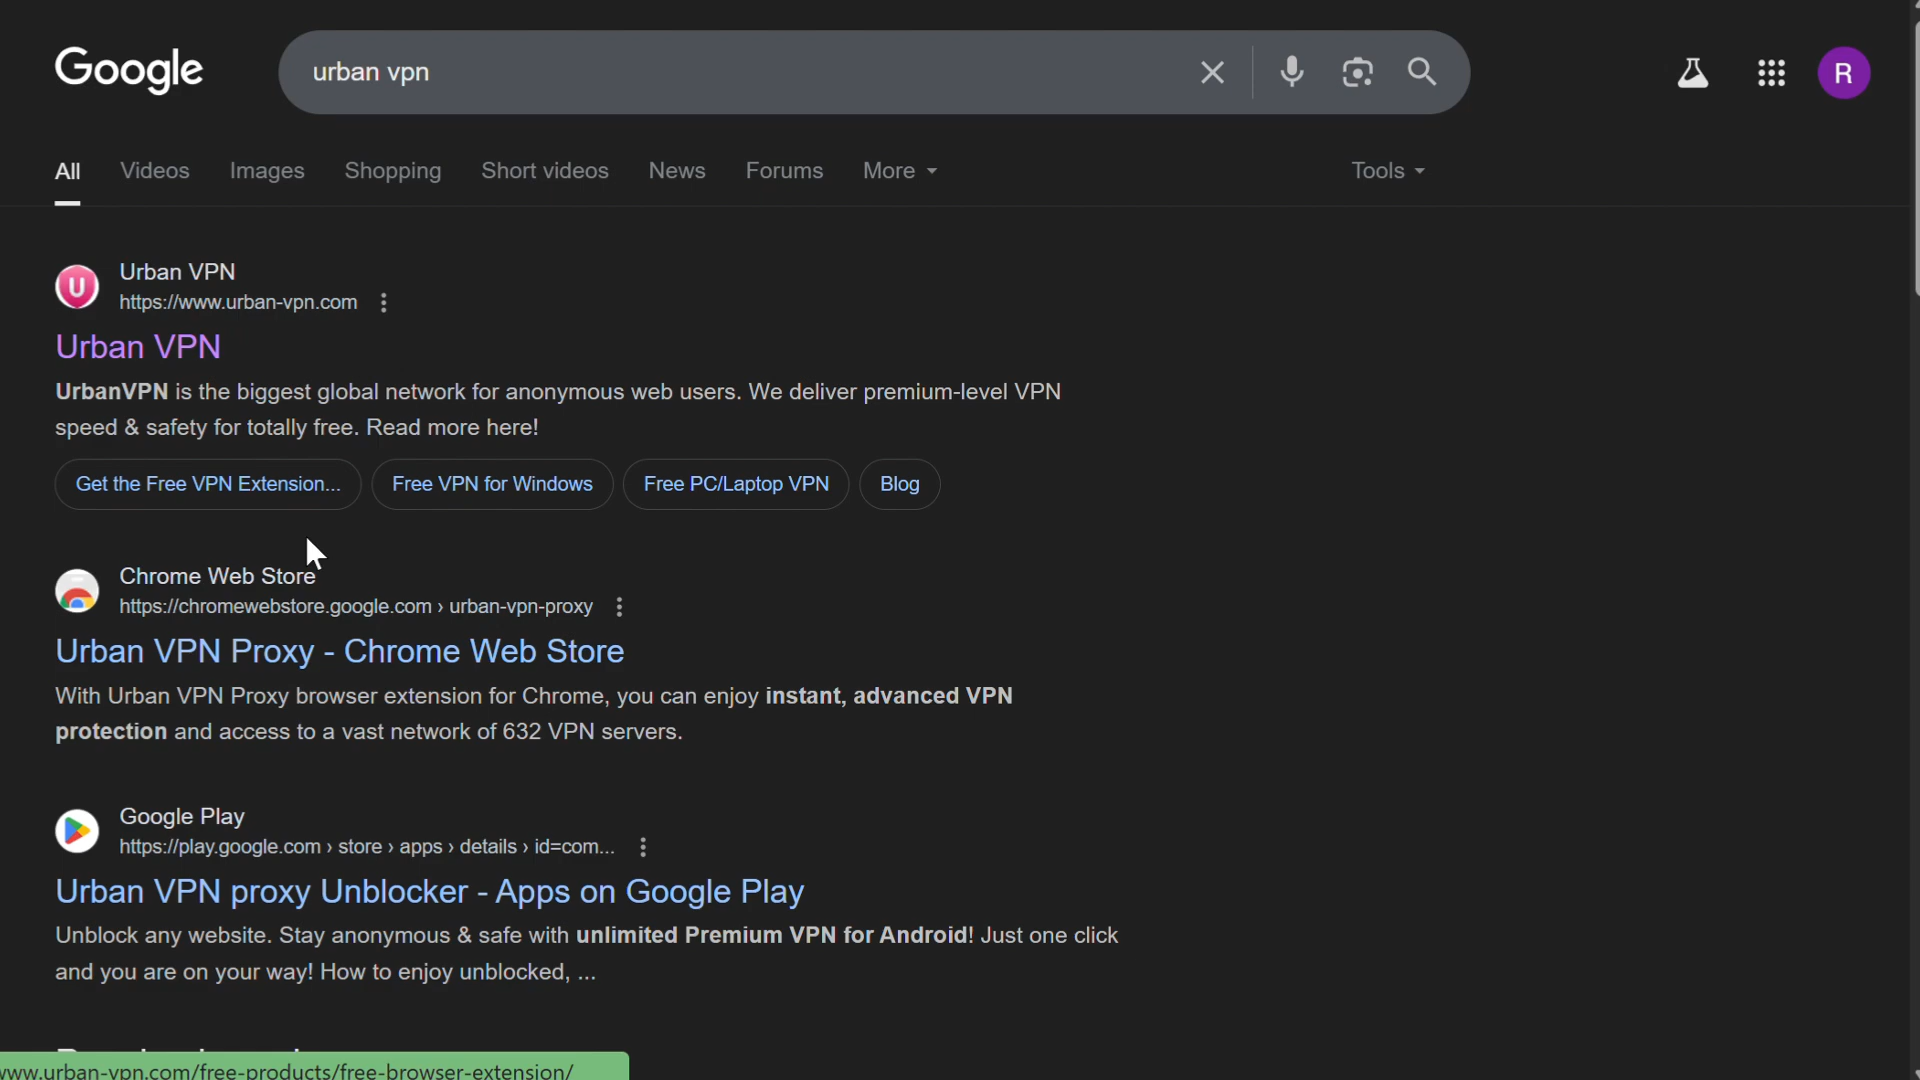 Google
urban vpn
R
All Videos Images Shopping Short videos News Forums More Tools
U
Urban VPN
https://www.urban-vpn.com
Urban VPN
UrbanVPN is the biggest global network for anonymous web users. We deliver premium-level VPN
speed & safety for totally free. Read more here!
Get the Free VPN Extension... Free VPN for Windows Free PC/Laptop VPN Blog
Chrome Web Store
https://chromewebstore.google.com › urban-vpn-proxy
Urban VPN Proxy - Chrome Web Store
With Urban VPN Proxy browser extension for Chrome, you can enjoy instant, advanced VPN
protection and access to a vast network of 632 VPN servers.
Google Play
https://play.google.com › store › apps › details › id=com...
Urban VPN proxy Unblocker - Apps on Google Play
Unblock any website. Stay anonymous & safe with unlimited Premium VPN for Android! Just one click
and you are on your way! How to enjoy unblocked, ...
www.urban-vpn.com/free-products/free-browser-extension/